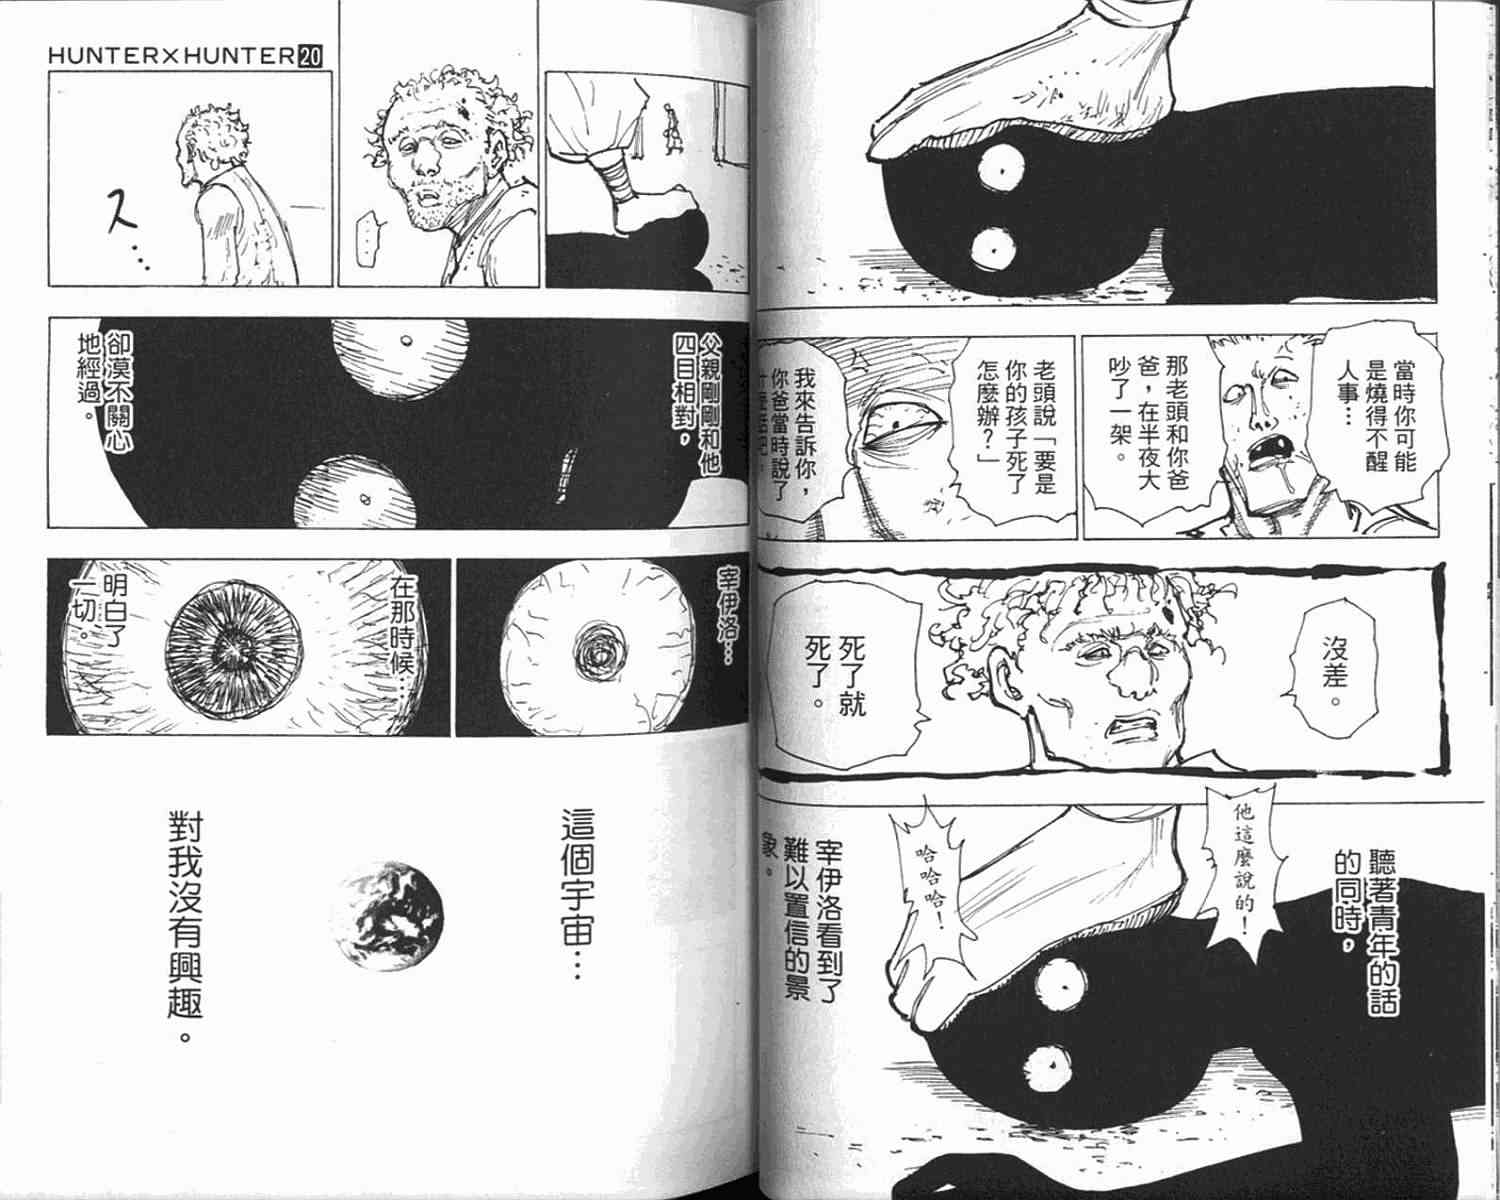 當時你可能
是燒得不醒
人事⋯
那老頭和你爸
爸，在半夜大
吵了一架。
老頭說「要是
你的孩子死了
怎麼辦？」
我來告訴你，
你爸當時說了
什麼話吧。
沒差。
死了就
死了。
他這麼說的！
哈哈哈！
聽著青年的話
的同時，
宰伊洛看到了
難以置信的景
象。
HUNTER×HUNTER20
⋯⋯
ス⋯
父親剛剛和他
四目相對，
卻漠不關心
地經過。
宰伊洛⋯
在那時候⋯
明白了
一切。
這個宇宙⋯
對我沒有興趣。